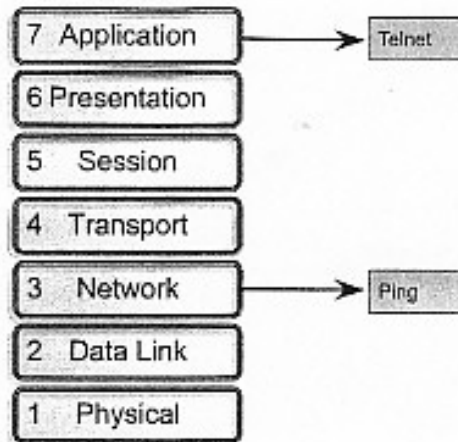 7 Application
Telnet
6 Presentation
5 Session
4 Transport
3 Network
Ping
2 Data Link
1 Physical